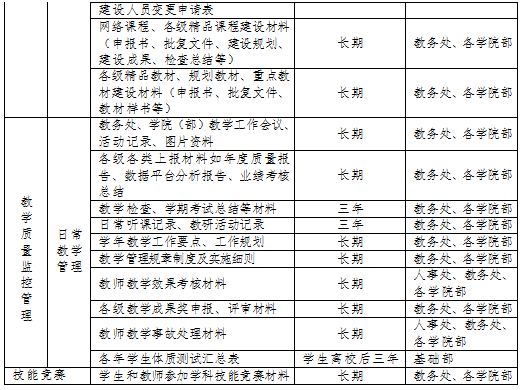 建设人员变更申请表
网络课程、各级精品课程建设材料
（申报书、批复文件、建设规划、
建设成果、检查总结等）
长期
教务处、各学院部
各级精品教材、规划教材、重点教
材建设材料（申报书、批复文件、
教材样书等）
长期
教务处、各学院部
教学质量监控管理
日常
教学
管理
教务处、学院（部）教学工作会议、
活动记录、图片资料
长期
教务处、各学院部
各级各类上报材料如年度质量报
告、数据平台分析报告、业绩考核
总结
长期
教务处、各学院部
教学检查、学期考试总结等材料
三年
教务处、各学院部
日常听课记录、教研活动记录
三年
教务处、各学院部
学年教学工作要点、工作规划
长期
教务处、各学院部
教学管理规章制度及实施细则
长期
教务处、各学院部
教师教学效果考核材料
长期
人事处、教务处、
各学院部
各级教学成果奖申报、评审材料
长期
教务处、各学院部
教师教学事故处理材料
长期
人事处、教务处、
各学院部
各年学生体质测试汇总表
学生离校后三年
基础部
技能竞赛
学生和教师参加学科技能竞赛材料
长期
教务处、各学院部